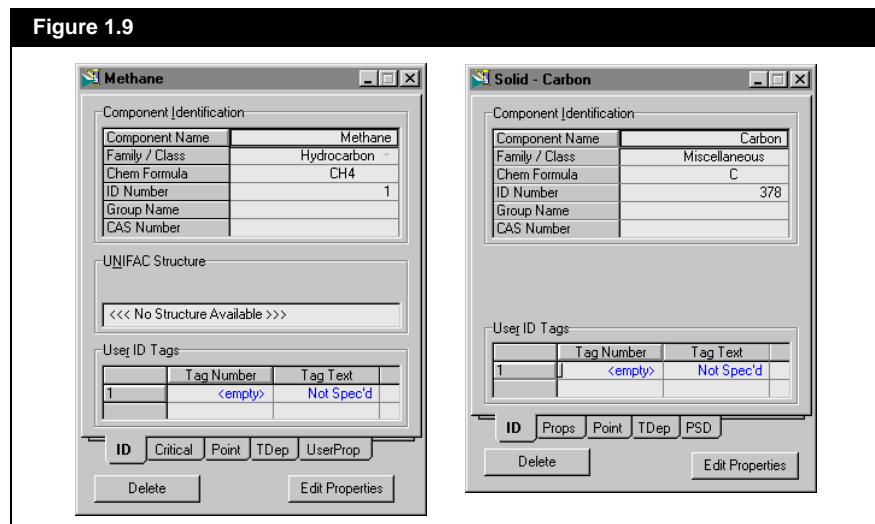 Figure 1.9
Methane
Component Identification
Component Name Methane
Family / Class Hydrocarbon
Chem Formula CH4
ID Number 1
Group Name
CAS Number
UNIFAC Structure
<<< No Structure Available >>>
User ID Tags
Tag Number Tag Text
1 <empty> Not Spec'd
ID Critical Point TDep UserProp
Delete Edit Properties
Solid - Carbon
Component Identification
Component Name Carbon
Family / Class Miscellaneous
Chem Formula C
ID Number 378
Group Name
CAS Number
User ID Tags
Tag Number Tag Text
1 <empty> Not Spec'd
ID Props Point TDep PSD
Delete Edit Properties